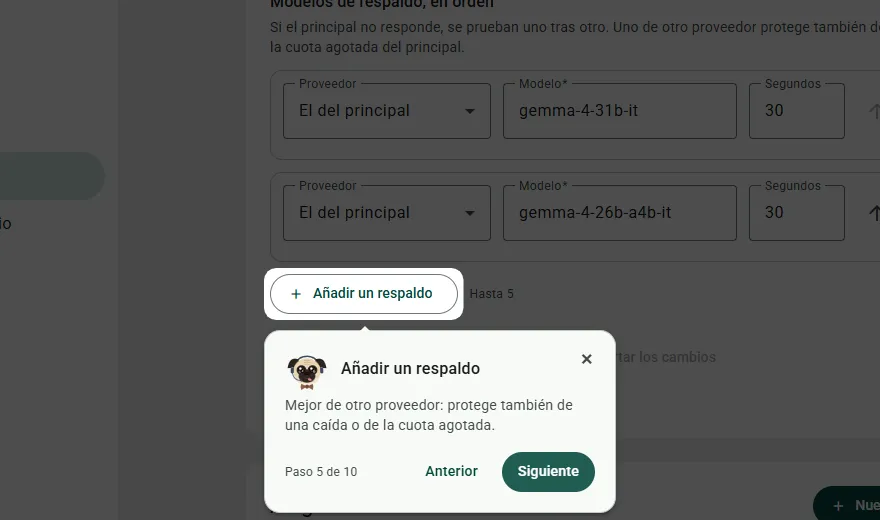 Modelos de respaldo, en orden
Si el principal no responde, se prueban uno tras otro. Uno de otro proveedor protege también de
la cuota agotada del principal.
Proveedor
El del principal
Modelo*
gemma-4-31b-it
Segundos
30
Proveedor
El del principal
Modelo*
gemma-4-26b-a4b-it
Segundos
30
io
+ Añadir un respaldo
Hasta 5
Añadir un respaldo
tar los cambios
Mejor de otro proveedor: protege también de
una caída o de la cuota agotada.
Paso 5 de 10
Anterior
Siguiente
+ Nue